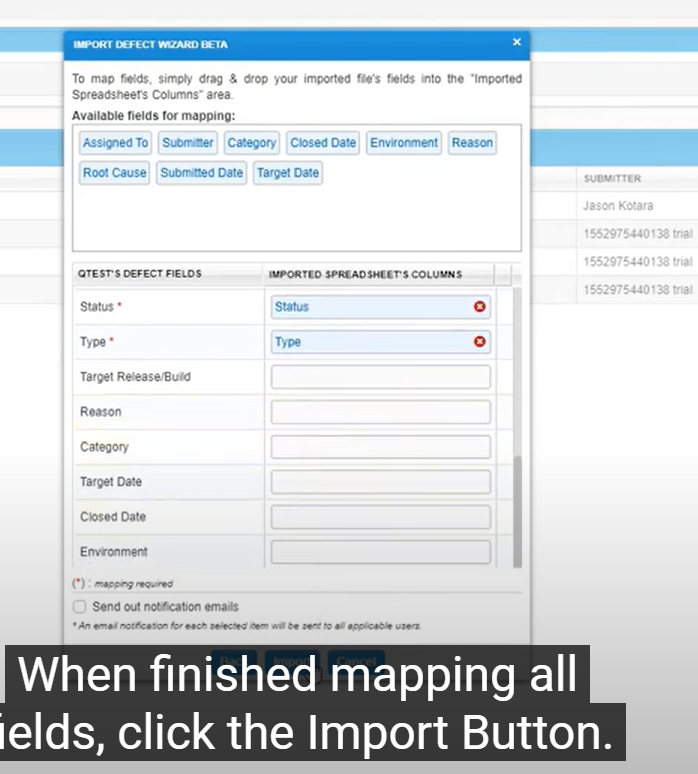 IMPORT DEFECT WIZARD BETA
To map fields, simply drag & drop your imported file's fields into the "Imported
Spreadsheet's Columns" area.
Available fields for mapping:
Assigned To Submitter Category Closed Date Environment Reason
Root Cause Submitted Date Target Date
SUBMITTER
Jason Kotara
1552975440138 trial
1552975440138 trial
1552975440138 trial
QTEST'S DEFECT FIELDS IMPORTED SPREADSHEET'S COLUMNS
Status * Status
Type * Type
Target Release/Build
Reason
Category
Target Date
Closed Date
Environment
(*) : mapping required
Send out notification emails
* An email notification for each selected item will be sent to all applicable users.
Back Import Cancel
When finished mapping all
fields, click the Import Button.